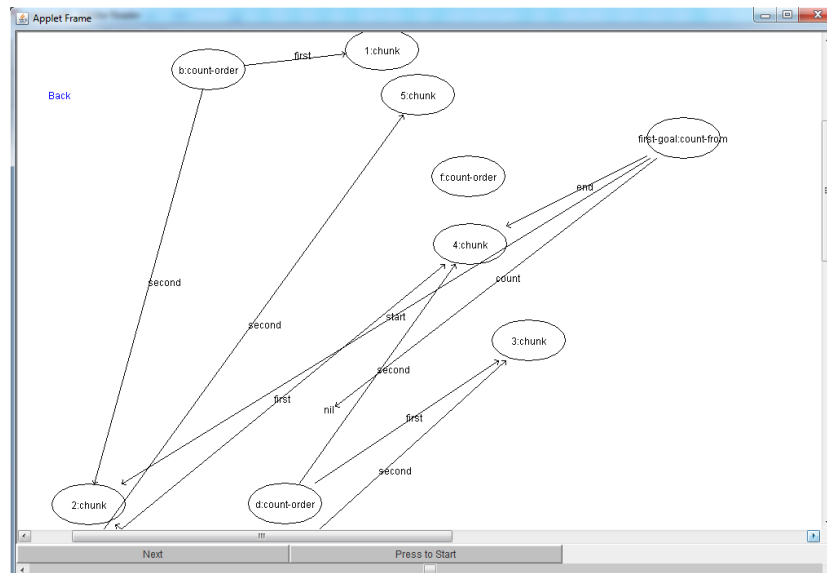 Applet Frame
1:chunk
first
b:count-order
Back
5:chunk
first-goal:count-from
f:count-order
end
4:chunk
second
count
start
second
3:chunk
second
first
nil
first
second
2:chunk
d:count-order
Next
Press to Start